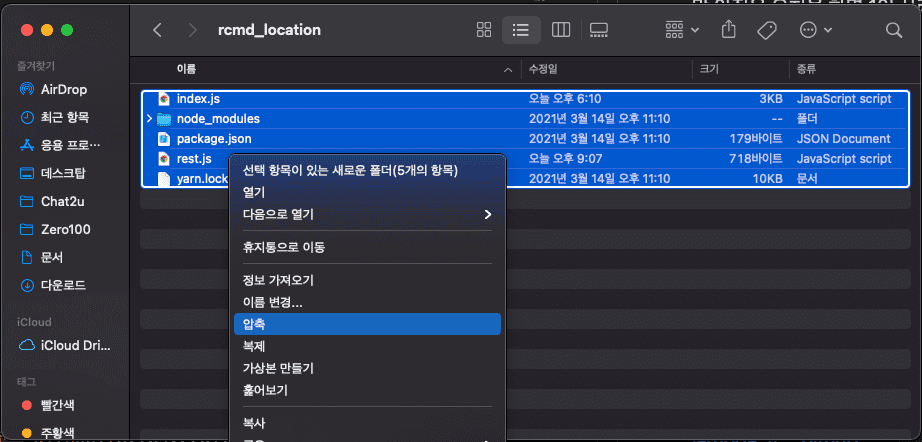 rcmd_location
즐겨찾기
AirDrop
최근 항목
응용 프로…
데스크탑
Chat2u
Zero100
문서
다운로드
iCloud
iCloud Dri...
태그
빨간색
주황색
이름 수정일 크기 종류
index.js 오늘 오후 6:10 3KB JavaScript script
node_modules 2021년 3월 14일 오후 11:10 -- 폴더
package.json 2021년 3월 14일 오후 11:10 179바이트 JSON Document
rest.js 오늘 오후 9:07 718바이트 JavaScript script
yarn.lock 2021년 3월 14일 오후 11:10 10KB 문서
선택 항목이 있는 새로운 폴더(5개의 항목)
열기
다음으로 열기
휴지통으로 이동
정보 가져오기
이름 변경...
압축
복제
가상본 만들기
훑어보기
복사